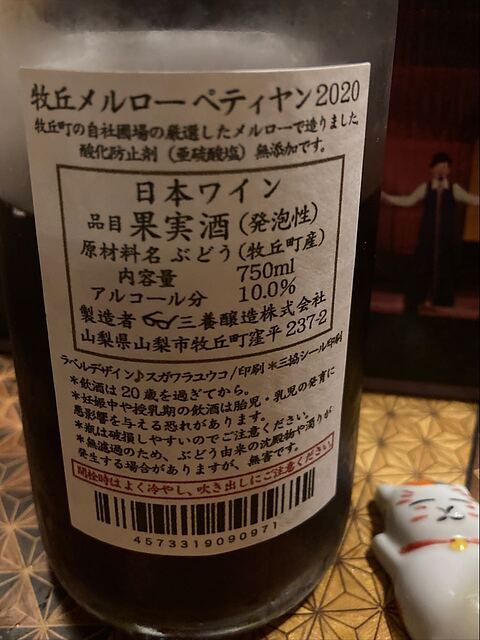 牧丘メルローペティヤン2020
牧丘町の自社圃場の厳選したメルローで造りました。
酸化防止剤（亜硫酸塩）無添加です。
日本ワイン
品目 果実酒（発泡性）
原材料名 ぶどう（牧丘町産）
内容量 750ml
アルコール分 10.0%
製造者 三養醸造株式会社
山梨県山梨市牧丘町窪平237-2
ラベルデザイン♪スガワラユウコ/印刷*三協シール印刷
*飲酒は20歳を過ぎてから。
*妊娠中や授乳期の飲酒は胎児・乳児の発育に
悪影響を与える恐れがあります。
*瓶は破損しやすいのでご注意ください。
*無濾過のため、ぶどう由来の沈殿物や濁りが
発生する場合がありますが、無害です。
開栓時はよく冷やし、吹き出しにご注意ください
4573319090971